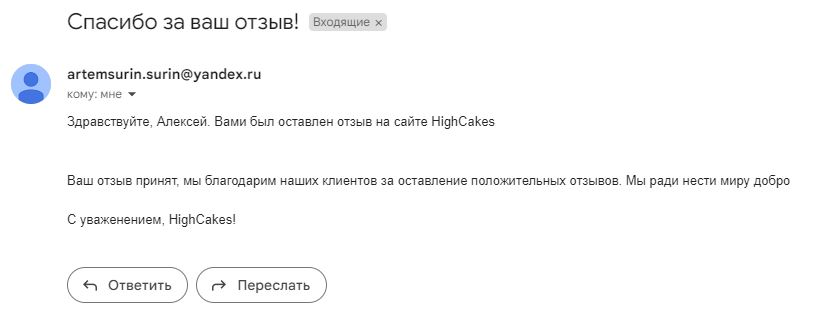 Спасибо за ваш отзыв! Входящие ×
artemsurin.surin@yandex.ru
кому: мне
Здравствуйте, Алексей. Вами был оставлен отзыв на сайте HighCakes
Ваш отзыв принят, мы благодарим наших клиентов за оставление положительных отзывов. Мы ради нести миру добро
С уваженением, HighCakes!
Ответить Переслать